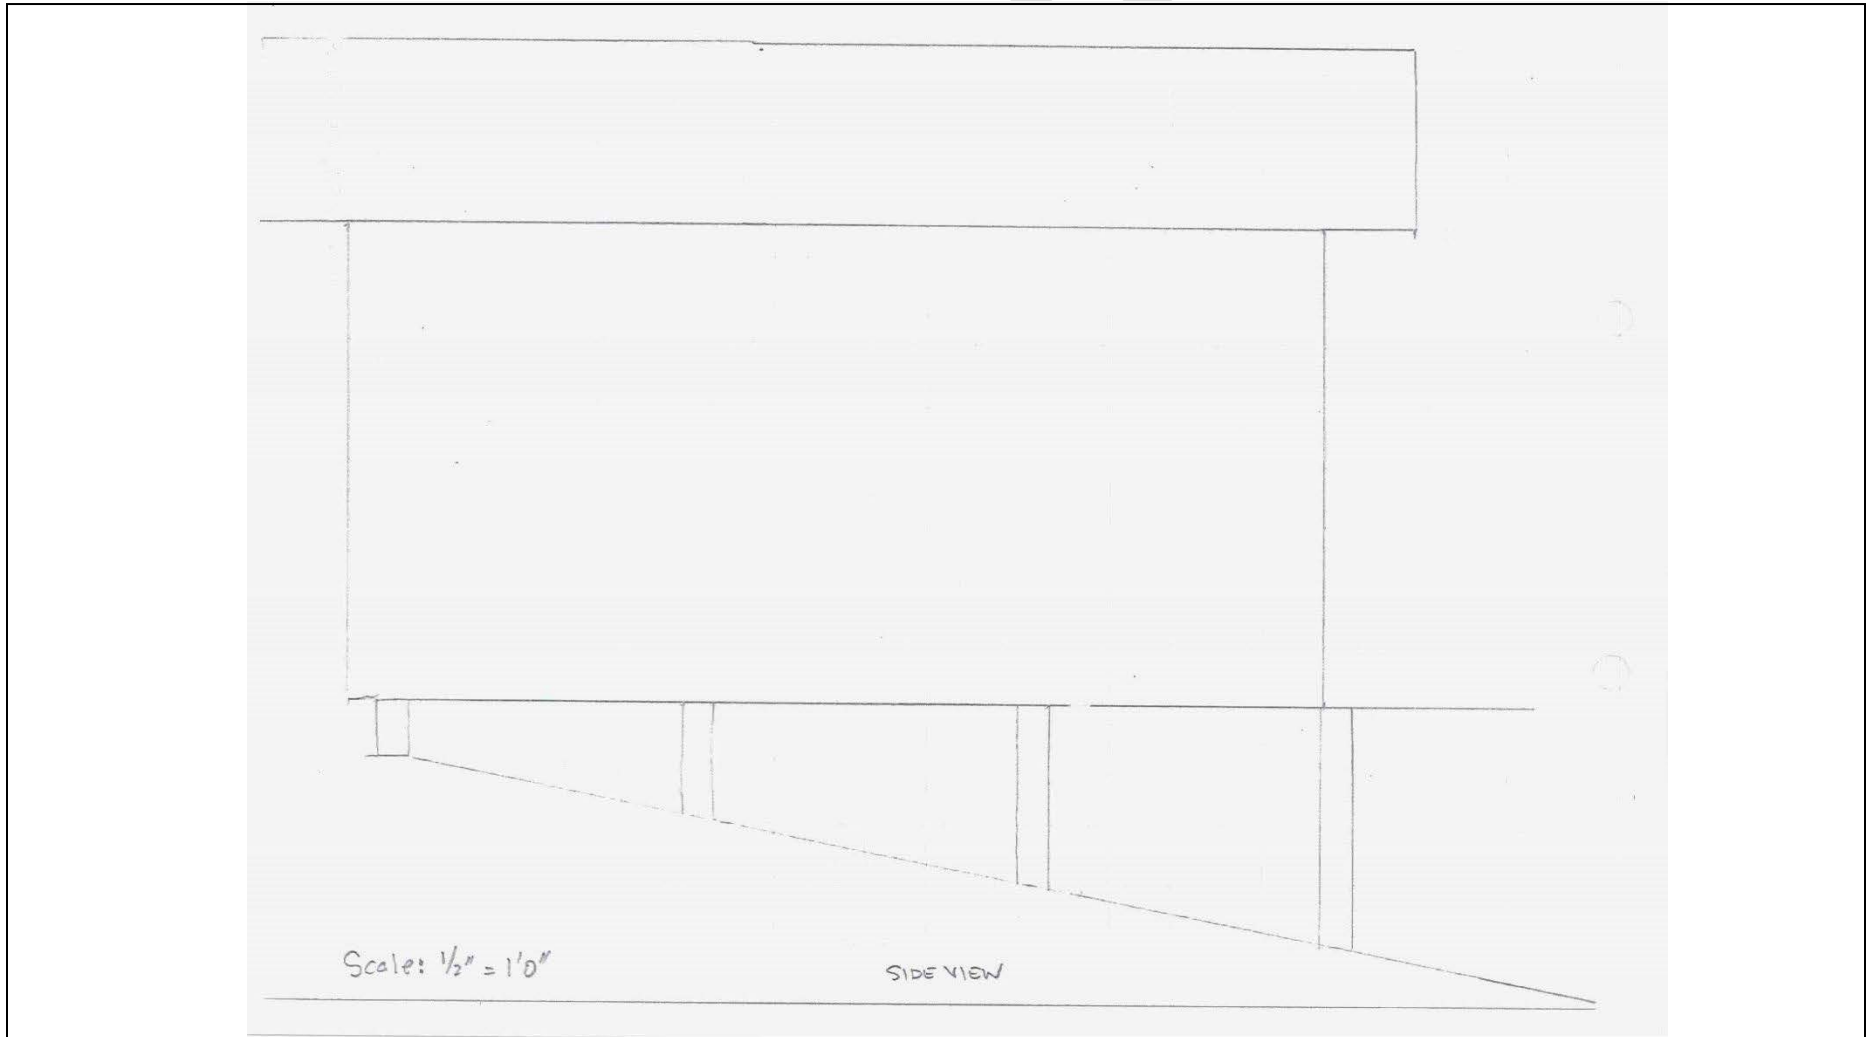 Scale: 1/2" = 1'0"
SIDE VIEW